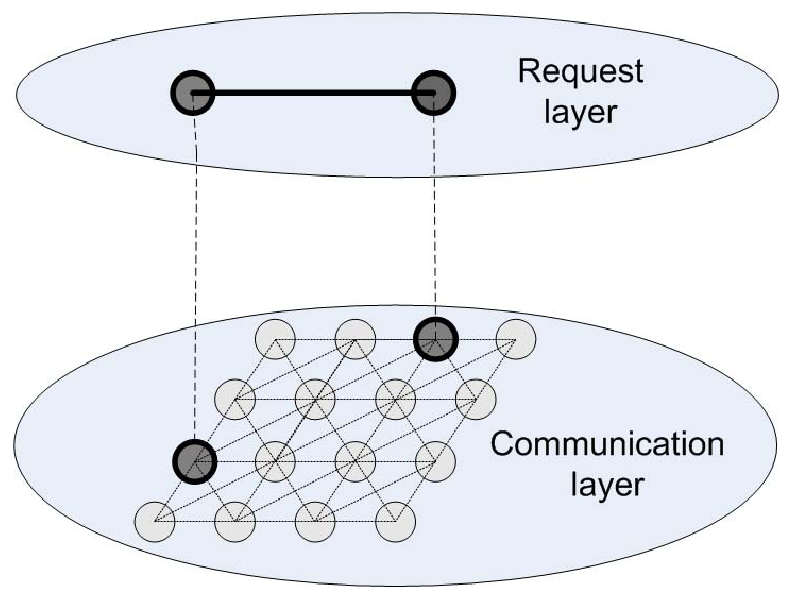 Request
layer
Communication
layer